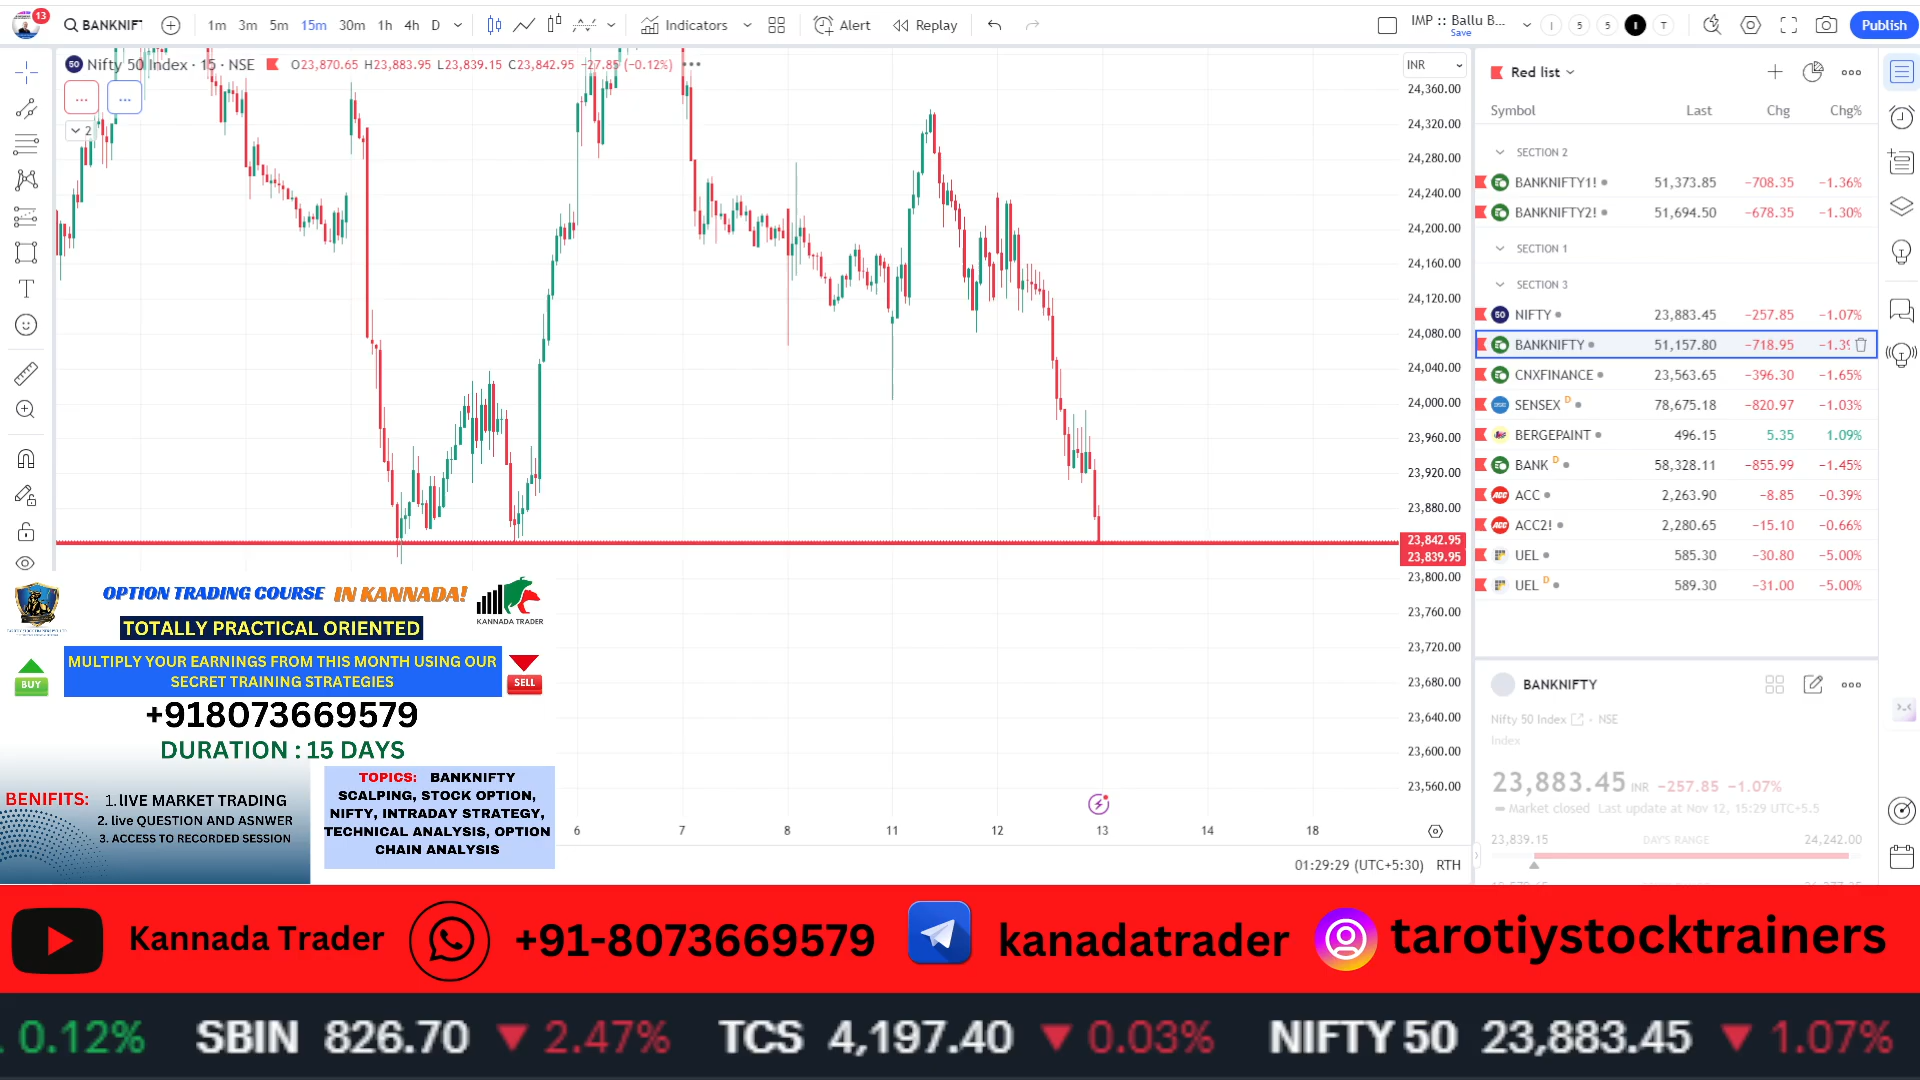 13 BANKNIFT 1m 3m 5m 15m 30m 1h 4h D Indicators Alert Replay IMP :: Ballu B... Save I 5 5 I T Publish
Nifty 50 Index · 15 · NSE O23,870.65 H23,883.95 L23,839.15 C23,842.95 −27.85 (−0.12%)
2
INR
24,360.00
24,320.00
24,280.00
24,240.00
24,200.00
24,160.00
24,120.00
24,080.00
24,040.00
24,000.00
23,960.00
23,920.00
23,880.00
23,842.95
23,839.95
23,800.00
23,760.00
23,720.00
23,680.00
23,640.00
23,600.00
23,560.00
6 7 8 11 12 13 14 18
01:29:29 (UTC+5:30) RTH
Red list
Symbol Last Chg Chg%
SECTION 2
BANKNIFTY1! 51,373.85 −708.35 −1.36%
BANKNIFTY2! 51,694.50 −678.35 −1.30%
SECTION 1
SECTION 3
50 NIFTY 23,883.45 −257.85 −1.07%
BANKNIFTY 51,157.80 −718.95 −1.39
CNXFINANCE 23,563.65 −396.30 −1.65%
SENSEX D 78,675.18 −820.97 −1.03%
BERGEPAINT 496.15 5.35 1.09%
BANK D 58,328.11 −855.99 −1.45%
ACC ACC 2,263.90 −8.85 −0.39%
ACC ACC2! 2,280.65 −15.10 −0.66%
UEL 585.30 −30.80 −5.00%
UEL D 589.30 −31.00 −5.00%
BANKNIFTY
Nifty 50 Index · NSE
Index
23,883.45 INR −257.85 −1.07%
Market closed Last update at Nov 12, 15:29 UTC+5.5
23,839.15 DAY'S RANGE 24,242.00
OPTION TRADING COURSE IN KANNADA!
KANNADA TRADER
TOTALLY PRACTICAL ORIENTED
MULTIPLY YOUR EARNINGS FROM THIS MONTH USING OUR
SECRET TRAINING STRATEGIES
BUY
SELL
+918073669579
DURATION : 15 DAYS
BENIFITS: 1. lIVE MARKET TRADING
2. live QUESTION AND ASNWER
3. ACCESS TO RECORDED SESSION
TOPICS: BANKNIFTY
SCALPING, STOCK OPTION,
NIFTY, INTRADAY STRATEGY,
TECHNICAL ANALYSIS, OPTION
CHAIN ANALYSIS
Kannada Trader +91-8073669579 kanadatrader tarotiystocktrainers
0.12% SBIN 826.70 ▼ 2.47% TCS 4,197.40 ▼ 0.03% NIFTY 50 23,883.45 ▼ 1.07%